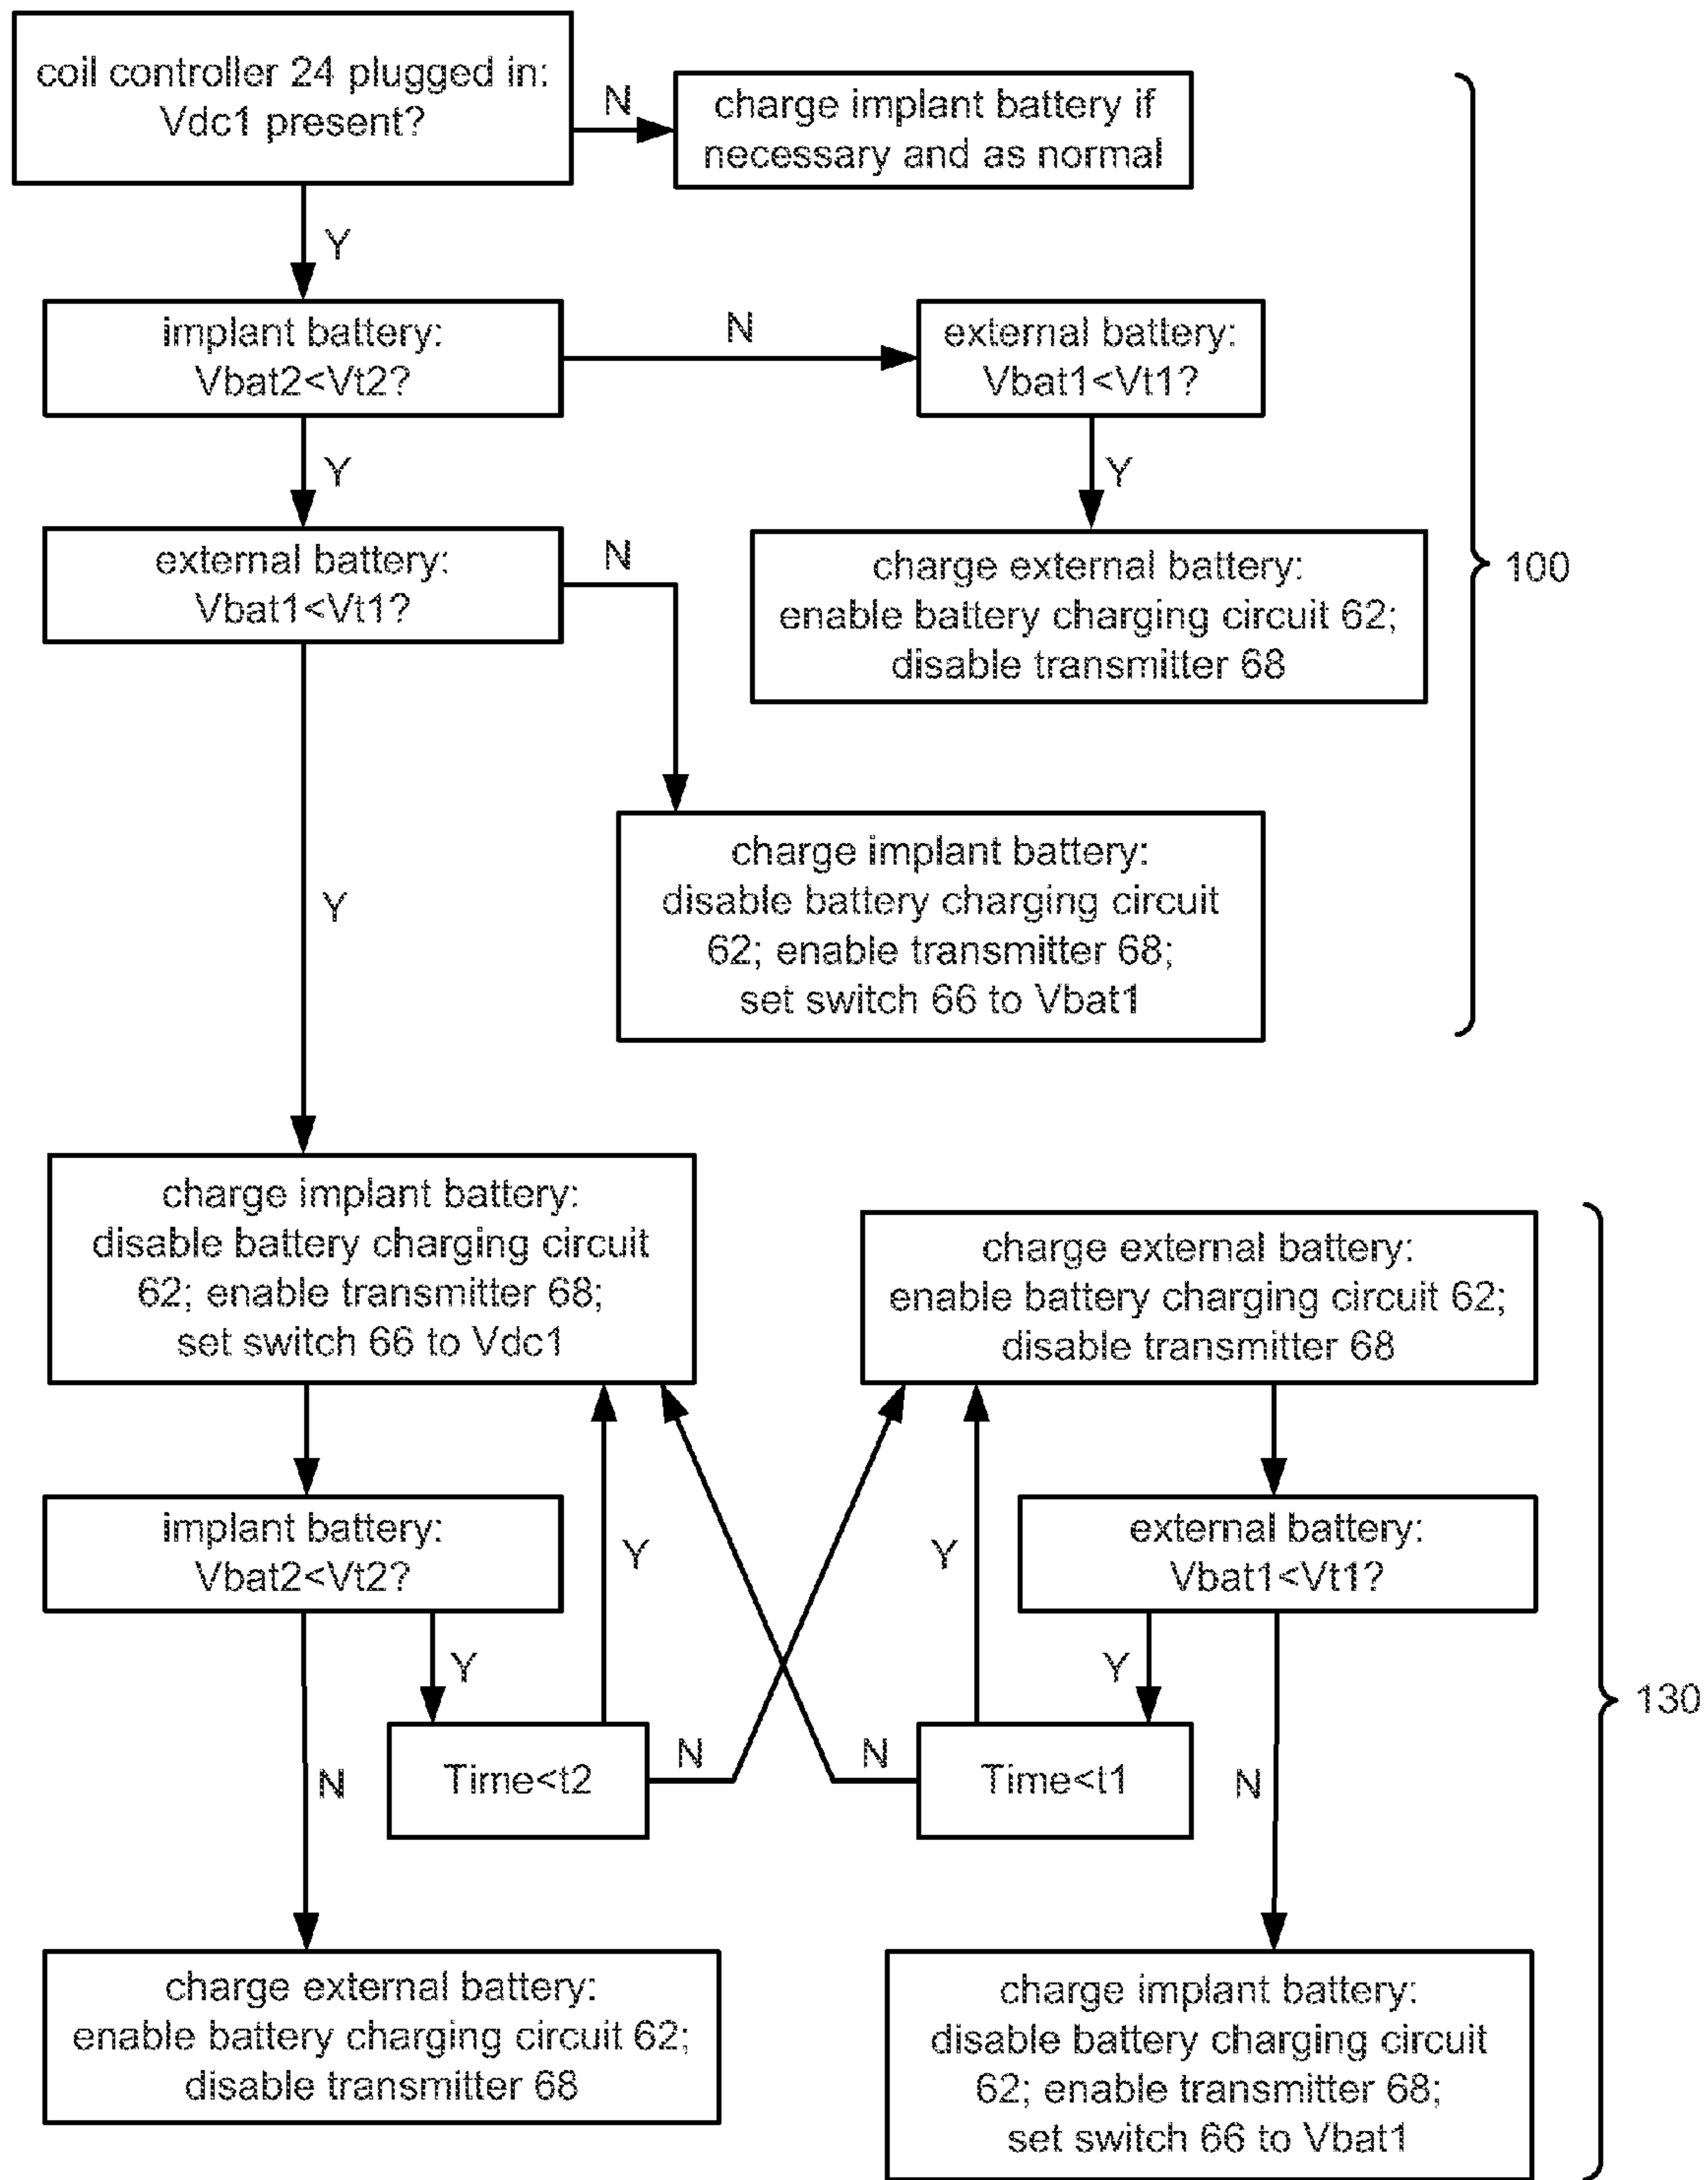 coil controller 24 plugged in:
Vdc1 present?
N
charge implant battery if
necessary and as normal
Y
implant battery:
Vbat2<Vt2?
N
external battery:
Vbat1<Vt1?
Y
Y
external battery:
Vbat1<Vt1?
N
charge external battery:
enable battery charging circuit 62;
disable transmitter 68
100
charge implant battery:
disable battery charging circuit
62; enable transmitter 68;
set switch 66 to Vbat1
Y
charge implant battery:
disable battery charging circuit
62; enable transmitter 68;
set switch 66 to Vdc1
charge external battery:
enable battery charging circuit 62;
disable transmitter 68
implant battery:
Vbat2<Vt2?
Y
Y
external battery:
Vbat1<Vt1?
Y
Y
130
N
Time<t2
N
N
Time<t1
N
charge external battery:
enable battery charging circuit 62;
disable transmitter 68
charge implant battery:
disable battery charging circuit
62; enable transmitter 68;
set switch 66 to Vbat1